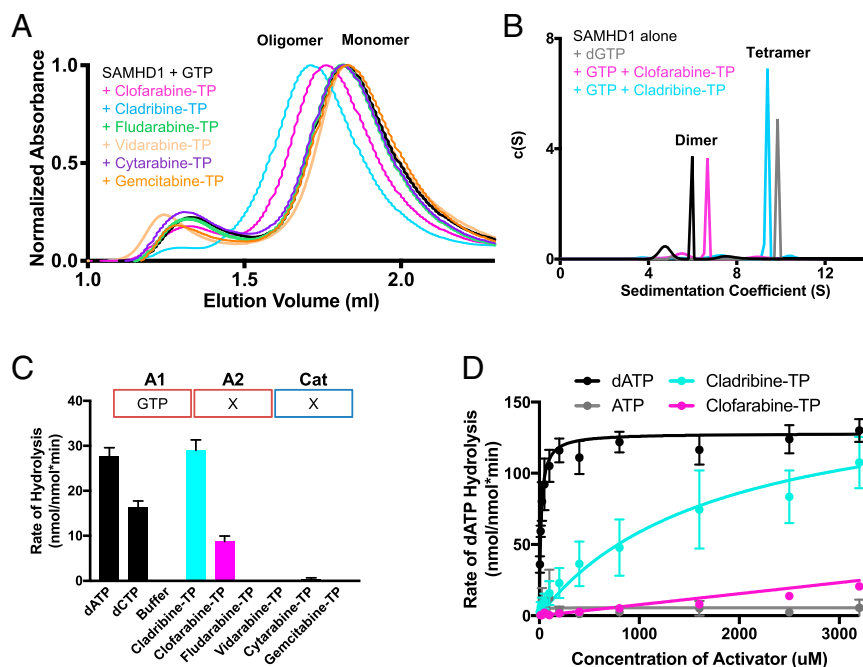 A
Oligomer Monomer
SAMHD1 + GTP
+ Clofarabine-TP
+ Cladribine-TP
+ Fludarabine-TP
+ Vidarabine-TP
+ Cytarabine-TP
+ Gemcitabine-TP
Normalized Absorbance
1.0
0.5
0.0
1.0 1.5 2.0
Elution Volume (ml)
B
SAMHD1 alone
+ dGTP
+ GTP + Clofarabine-TP
+ GTP + Cladribine-TP
Tetramer
Dimer
c(S)
8
4
0
0 4 8 12
Sedimentation Coefficient (S)
C
A1 A2 Cat
GTP X X
Rate of Hydrolysis
(nmol/nmol*min)
40
30
20
10
0
dATP
dCTP
Buffer
Cladribine-TP
Clofarabine-TP
Fludarabine-TP
Vidarabine-TP
Cytarabine-TP
Gemcitabine-TP
D
dATP Cladribine-TP
ATP Clofarabine-TP
Rate of dATP Hydrolysis
(nmol/nmol*min)
150
100
50
0
0 1000 2000 3000
Concentration of Activator (uM)